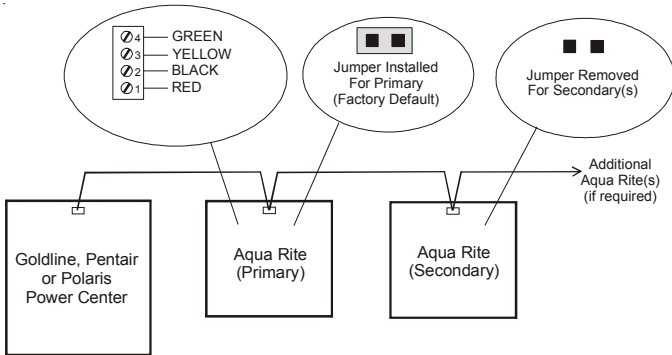 4 GREEN
3 YELLOW
2 BLACK
1 RED
Jumper Installed
For Primary
(Factory Default)
Jumper Removed
For Secondary(s)
Additional
Aqua Rite(s)
(if required)
Goldline, Pentair
or Polaris
Power Center
Aqua Rite
(Primary)
Aqua Rite
(Secondary)